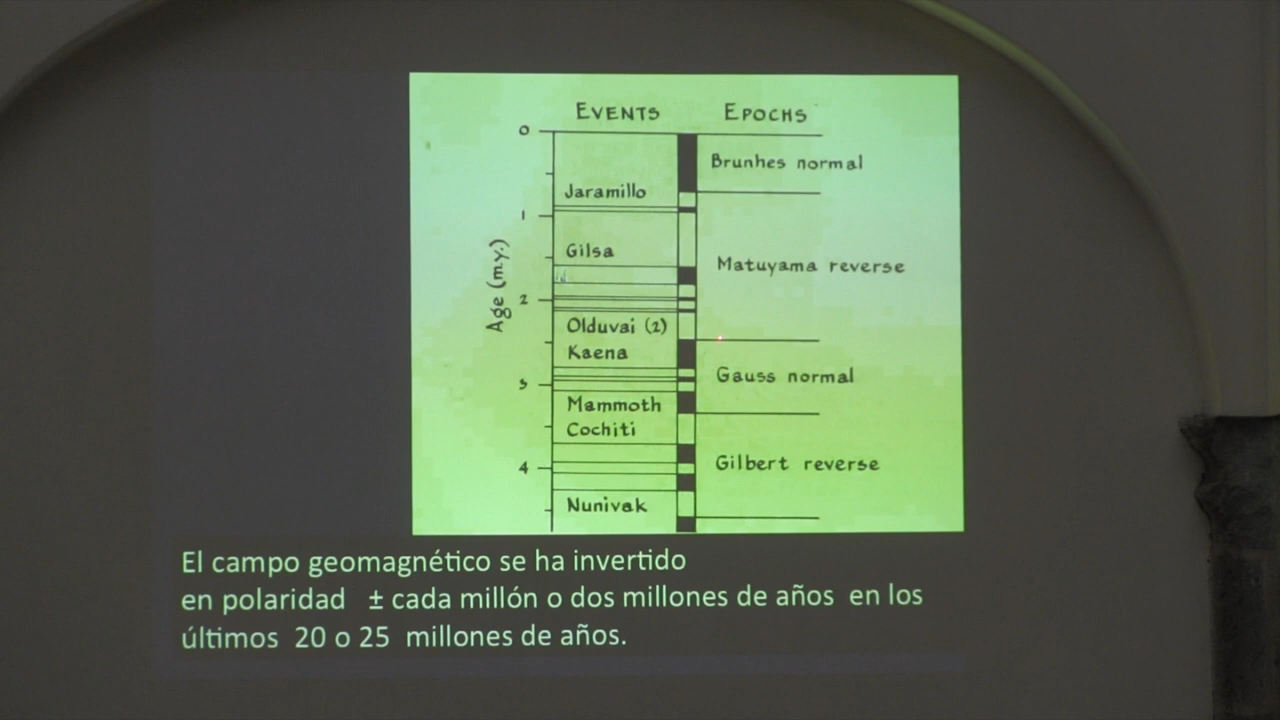 EVENTS EPOCHS
0
Brunhes normal
Jaramillo
1
Gilsa
Matuyama reverse
Age (m.y.)
2
Olduvai (2)
Kaena
Gauss normal
3
Mammoth
Cochiti
4
Gilbert reverse
Nunivak
El campo geomagnético se ha invertido
en polaridad ± cada millón o dos millones de años en los
últimos 20 o 25 millones de años.